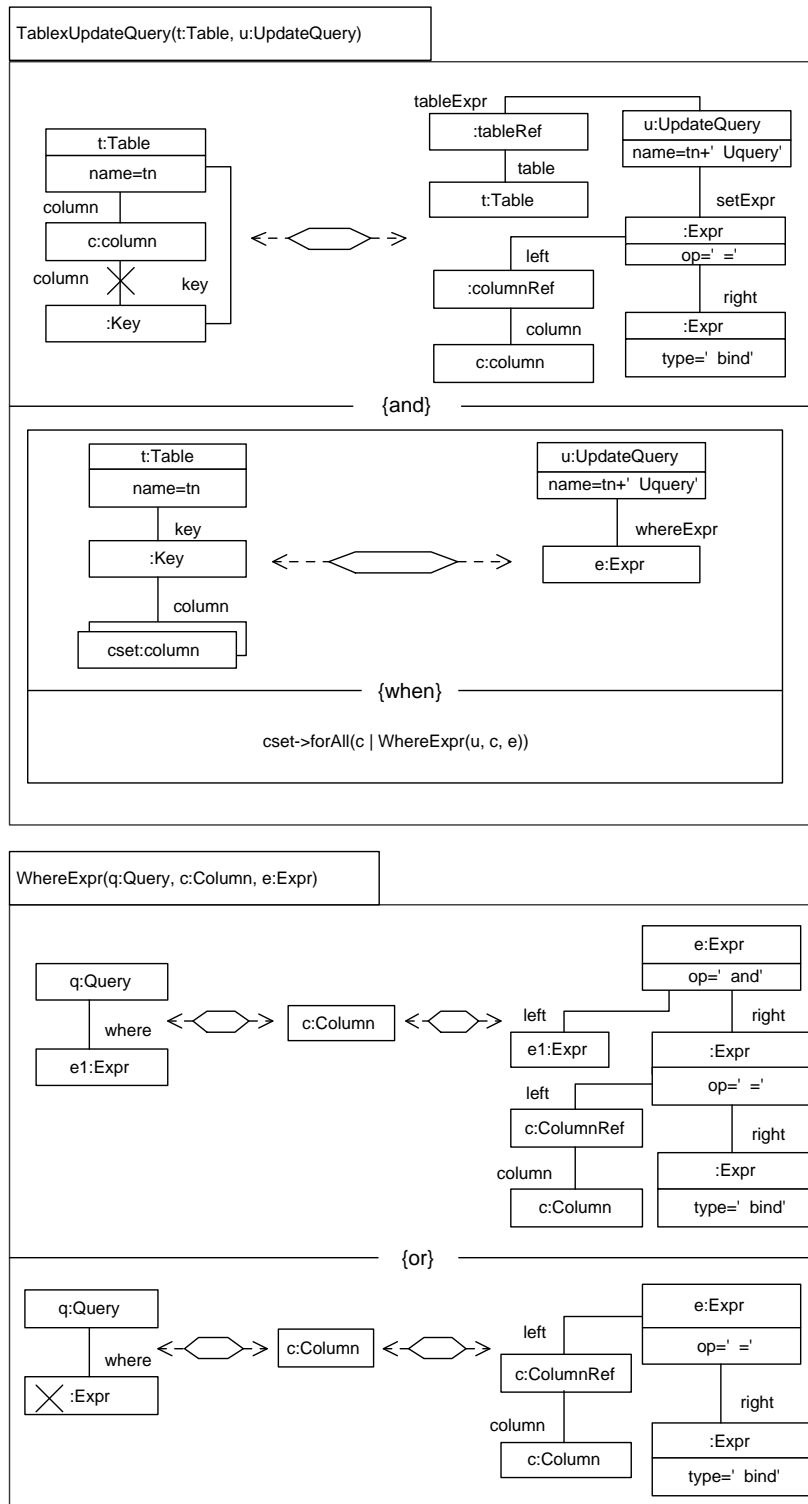 TablexUpdateQuery(t:Table, u:UpdateQuery)
t:Table
name=tn
column
c:column
column
key
:Key
tableExpr
:tableRef
table
t:Table
u:UpdateQuery
name=tn+' Uquery'
setExpr
:Expr
op=' ='
left
:columnRef
column
c:column
right
:Expr
type=' bind'
{and}
t:Table
name=tn
key
:Key
column
cset:column
u:UpdateQuery
name=tn+' Uquery'
whereExpr
e:Expr
{when}
cset->forAll(c | WhereExpr(u, c, e))
WhereExpr(q:Query, c:Column, e:Expr)
q:Query
where
e1:Expr
c:Column
e:Expr
op=' and'
left
e1:Expr
right
:Expr
op=' ='
left
c:ColumnRef
column
c:Column
right
:Expr
type=' bind'
{or}
q:Query
where
:Expr
c:Column
e:Expr
op=' ='
left
c:ColumnRef
column
c:Column
right
:Expr
type=' bind'